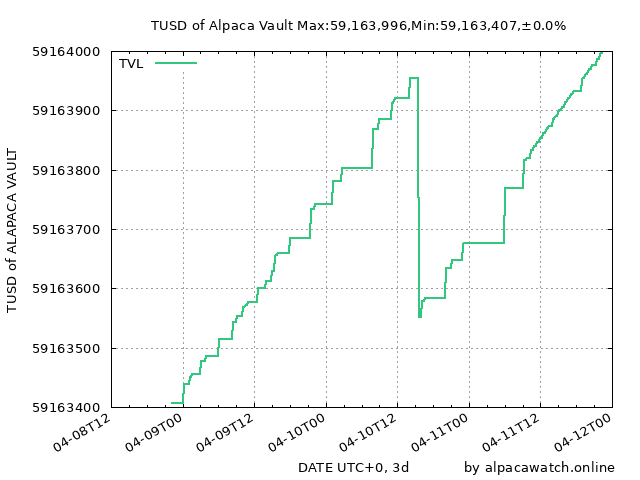 TUSD of Alpaca Vault Max:59,163,996,Min:59,163,407,±0.0%
TVL
59164000
59163900
59163800
59163700
59163600
59163500
59163400
TUSD of ALAPACA VAULT
04-08T12
04-09T00
04-09T12
04-10T00
04-10T12
04-11T00
04-11T12
04-12T00
DATE UTC+0, 3d
by alpacawatch.online